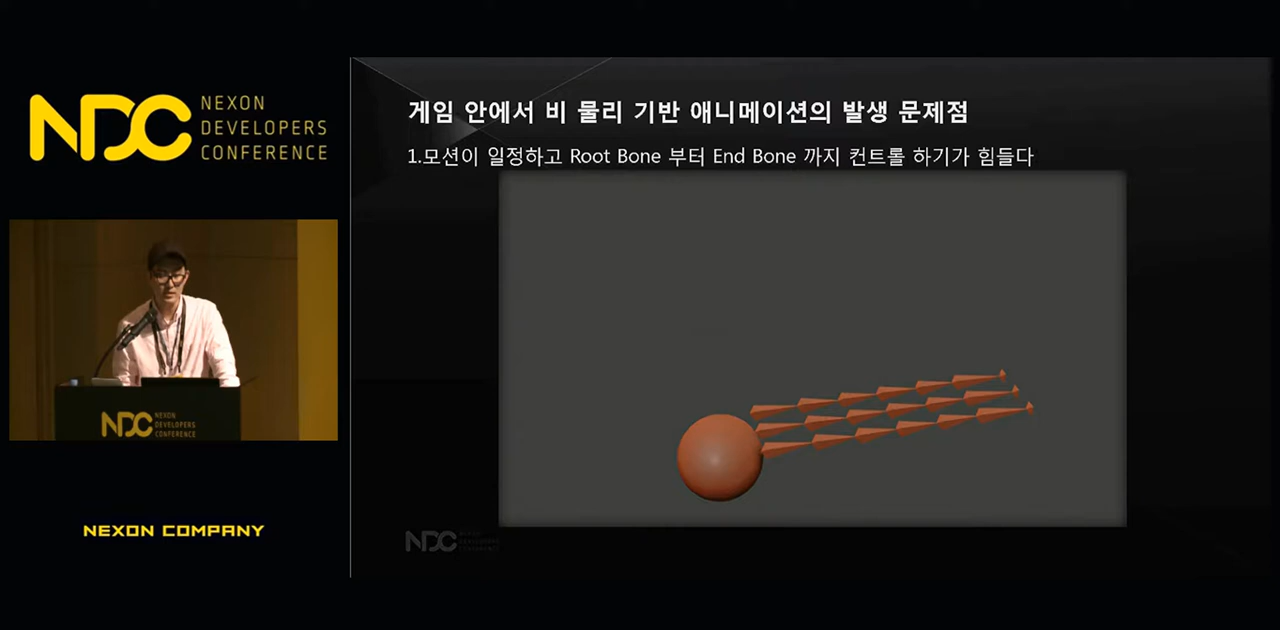 NDC
NEXON
DEVELOPERS
CONFERENCE
게임 안에서 비 물리 기반 애니메이션의 발생 문제점
1.모션이 일정하고 Root Bone 부터 End Bone 까지 컨트롤 하기가 힘들다
NDC
NEXON
DEVELOPERS
CONFERENCE
NEXON COMPANY
NDC
NEXON
DEVELOPERS
CONFERENCE